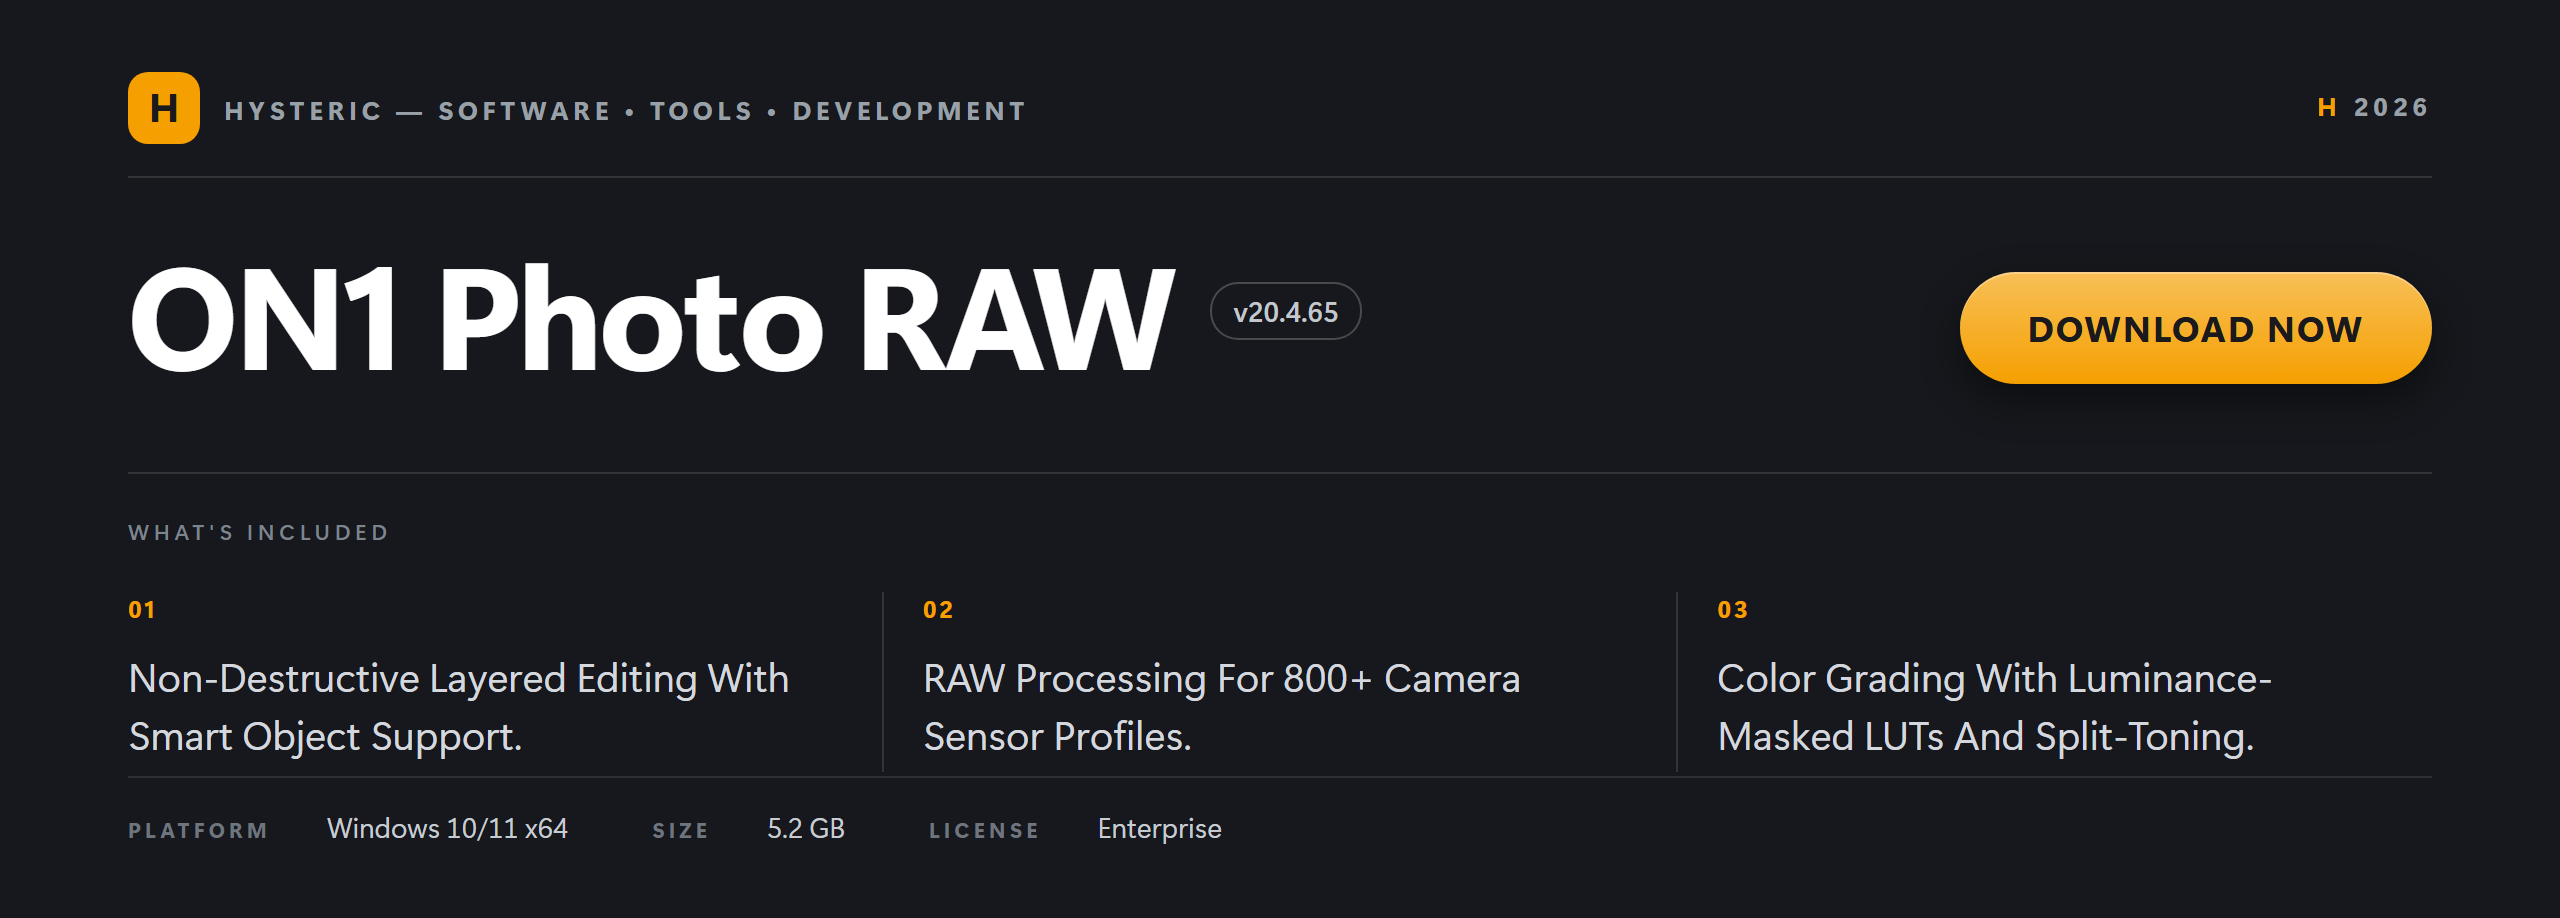 H HYSTERIC — SOFTWARE • TOOLS • DEVELOPMENT
H 2026
ON1 Photo RAW v20.4.65
DOWNLOAD NOW
WHAT'S INCLUDED
01
Non-Destructive Layered Editing With
Smart Object Support.
02
RAW Processing For 800+ Camera
Sensor Profiles.
03
Color Grading With Luminance-
Masked LUTs And Split-Toning.
PLATFORM Windows 10/11 x64 SIZE 5.2 GB LICENSE Enterprise